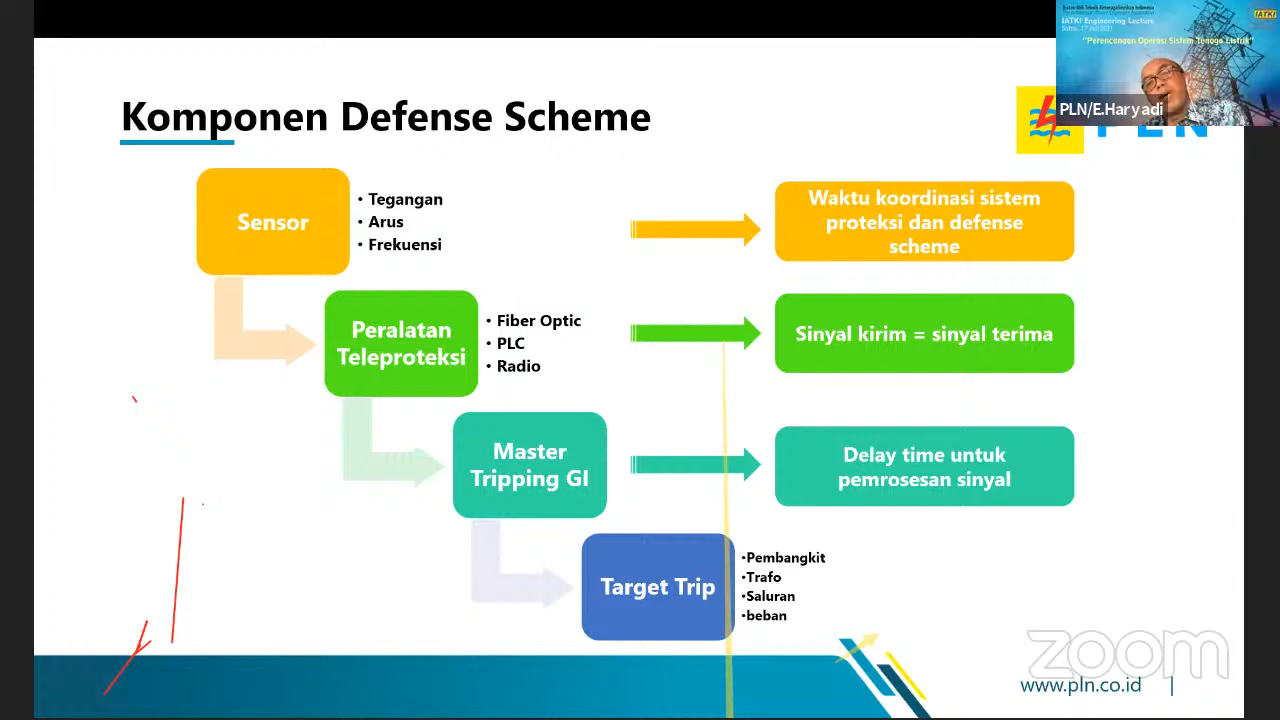 Ikatan Ahli Teknik Ketenagalistrikan Indonesia
IATKI Engineering Lecture
Sabtu, 17 Juli 2021
"Perencanaan Operasi Sistem Tenaga Listrik"
IATKI
PLN/E.Haryadi
PLN
Komponen Defense Scheme
Sensor
• Tegangan
• Arus
• Frekuensi
Waktu koordinasi sistem
proteksi dan defense
scheme
Peralatan
Teleproteksi
• Fiber Optic
• PLC
• Radio
Sinyal kirim = sinyal terima
Master
Tripping GI
Delay time untuk
pemrosesan sinyal
Target Trip
•Pembangkit
•Trafo
•Saluran
•beban
zoom
www.pln.co.id |